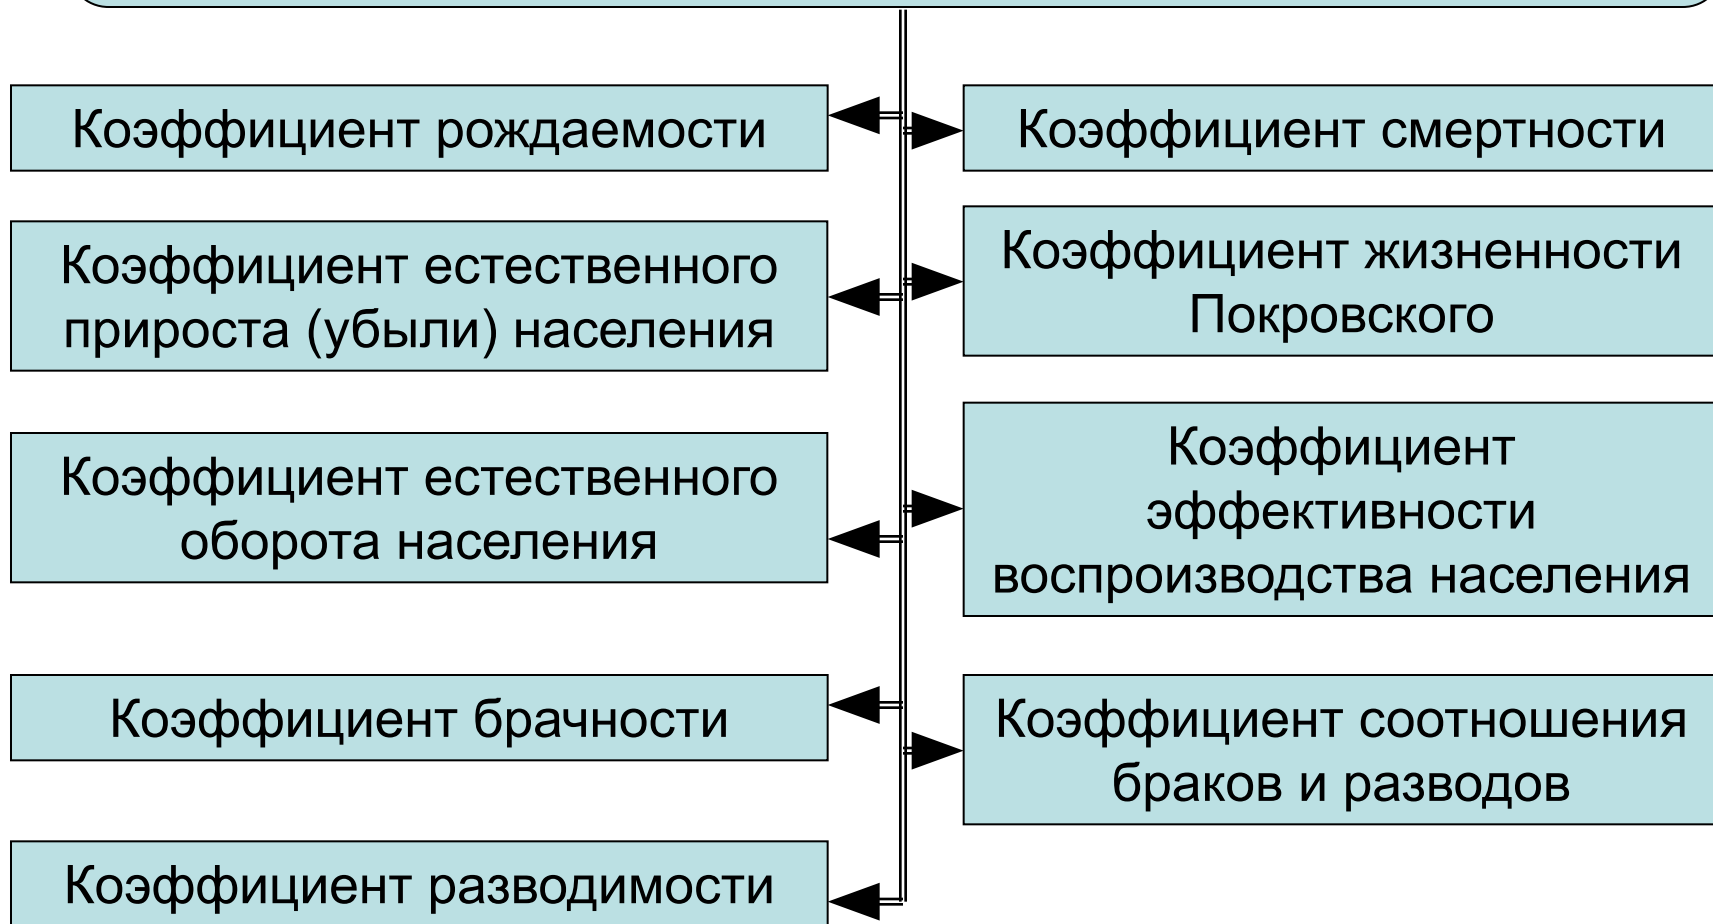 Коэффициент рождаемости
Коэффициент смертности
Коэффициент естественного
прироста (убыли) населения
Коэффициент жизненности
Покровского
Коэффициент естественного
оборота населения
Коэффициент
эффективности
воспроизводства населения
Коэффициент брачности
Коэффициент соотношения
браков и разводов
Коэффициент разводимости